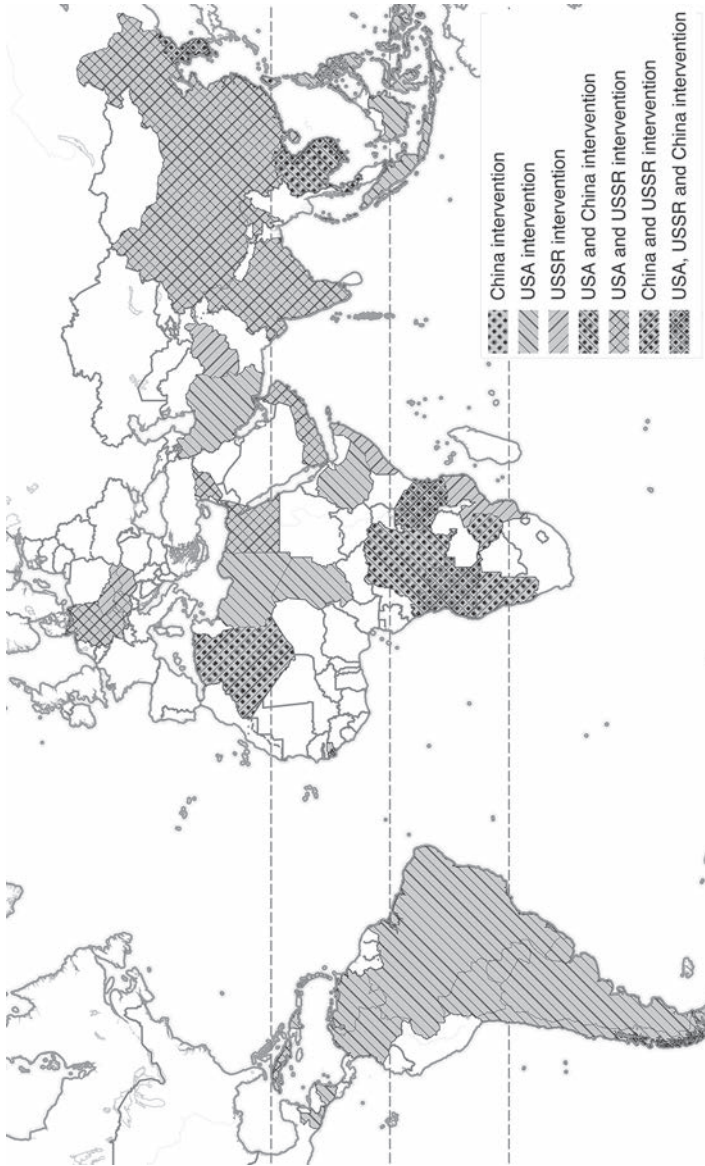 China intervention
USA intervention
USSR intervention
USA and China intervention
USA and USSR intervention
China and USSR intervention
USA, USSR and China intervention